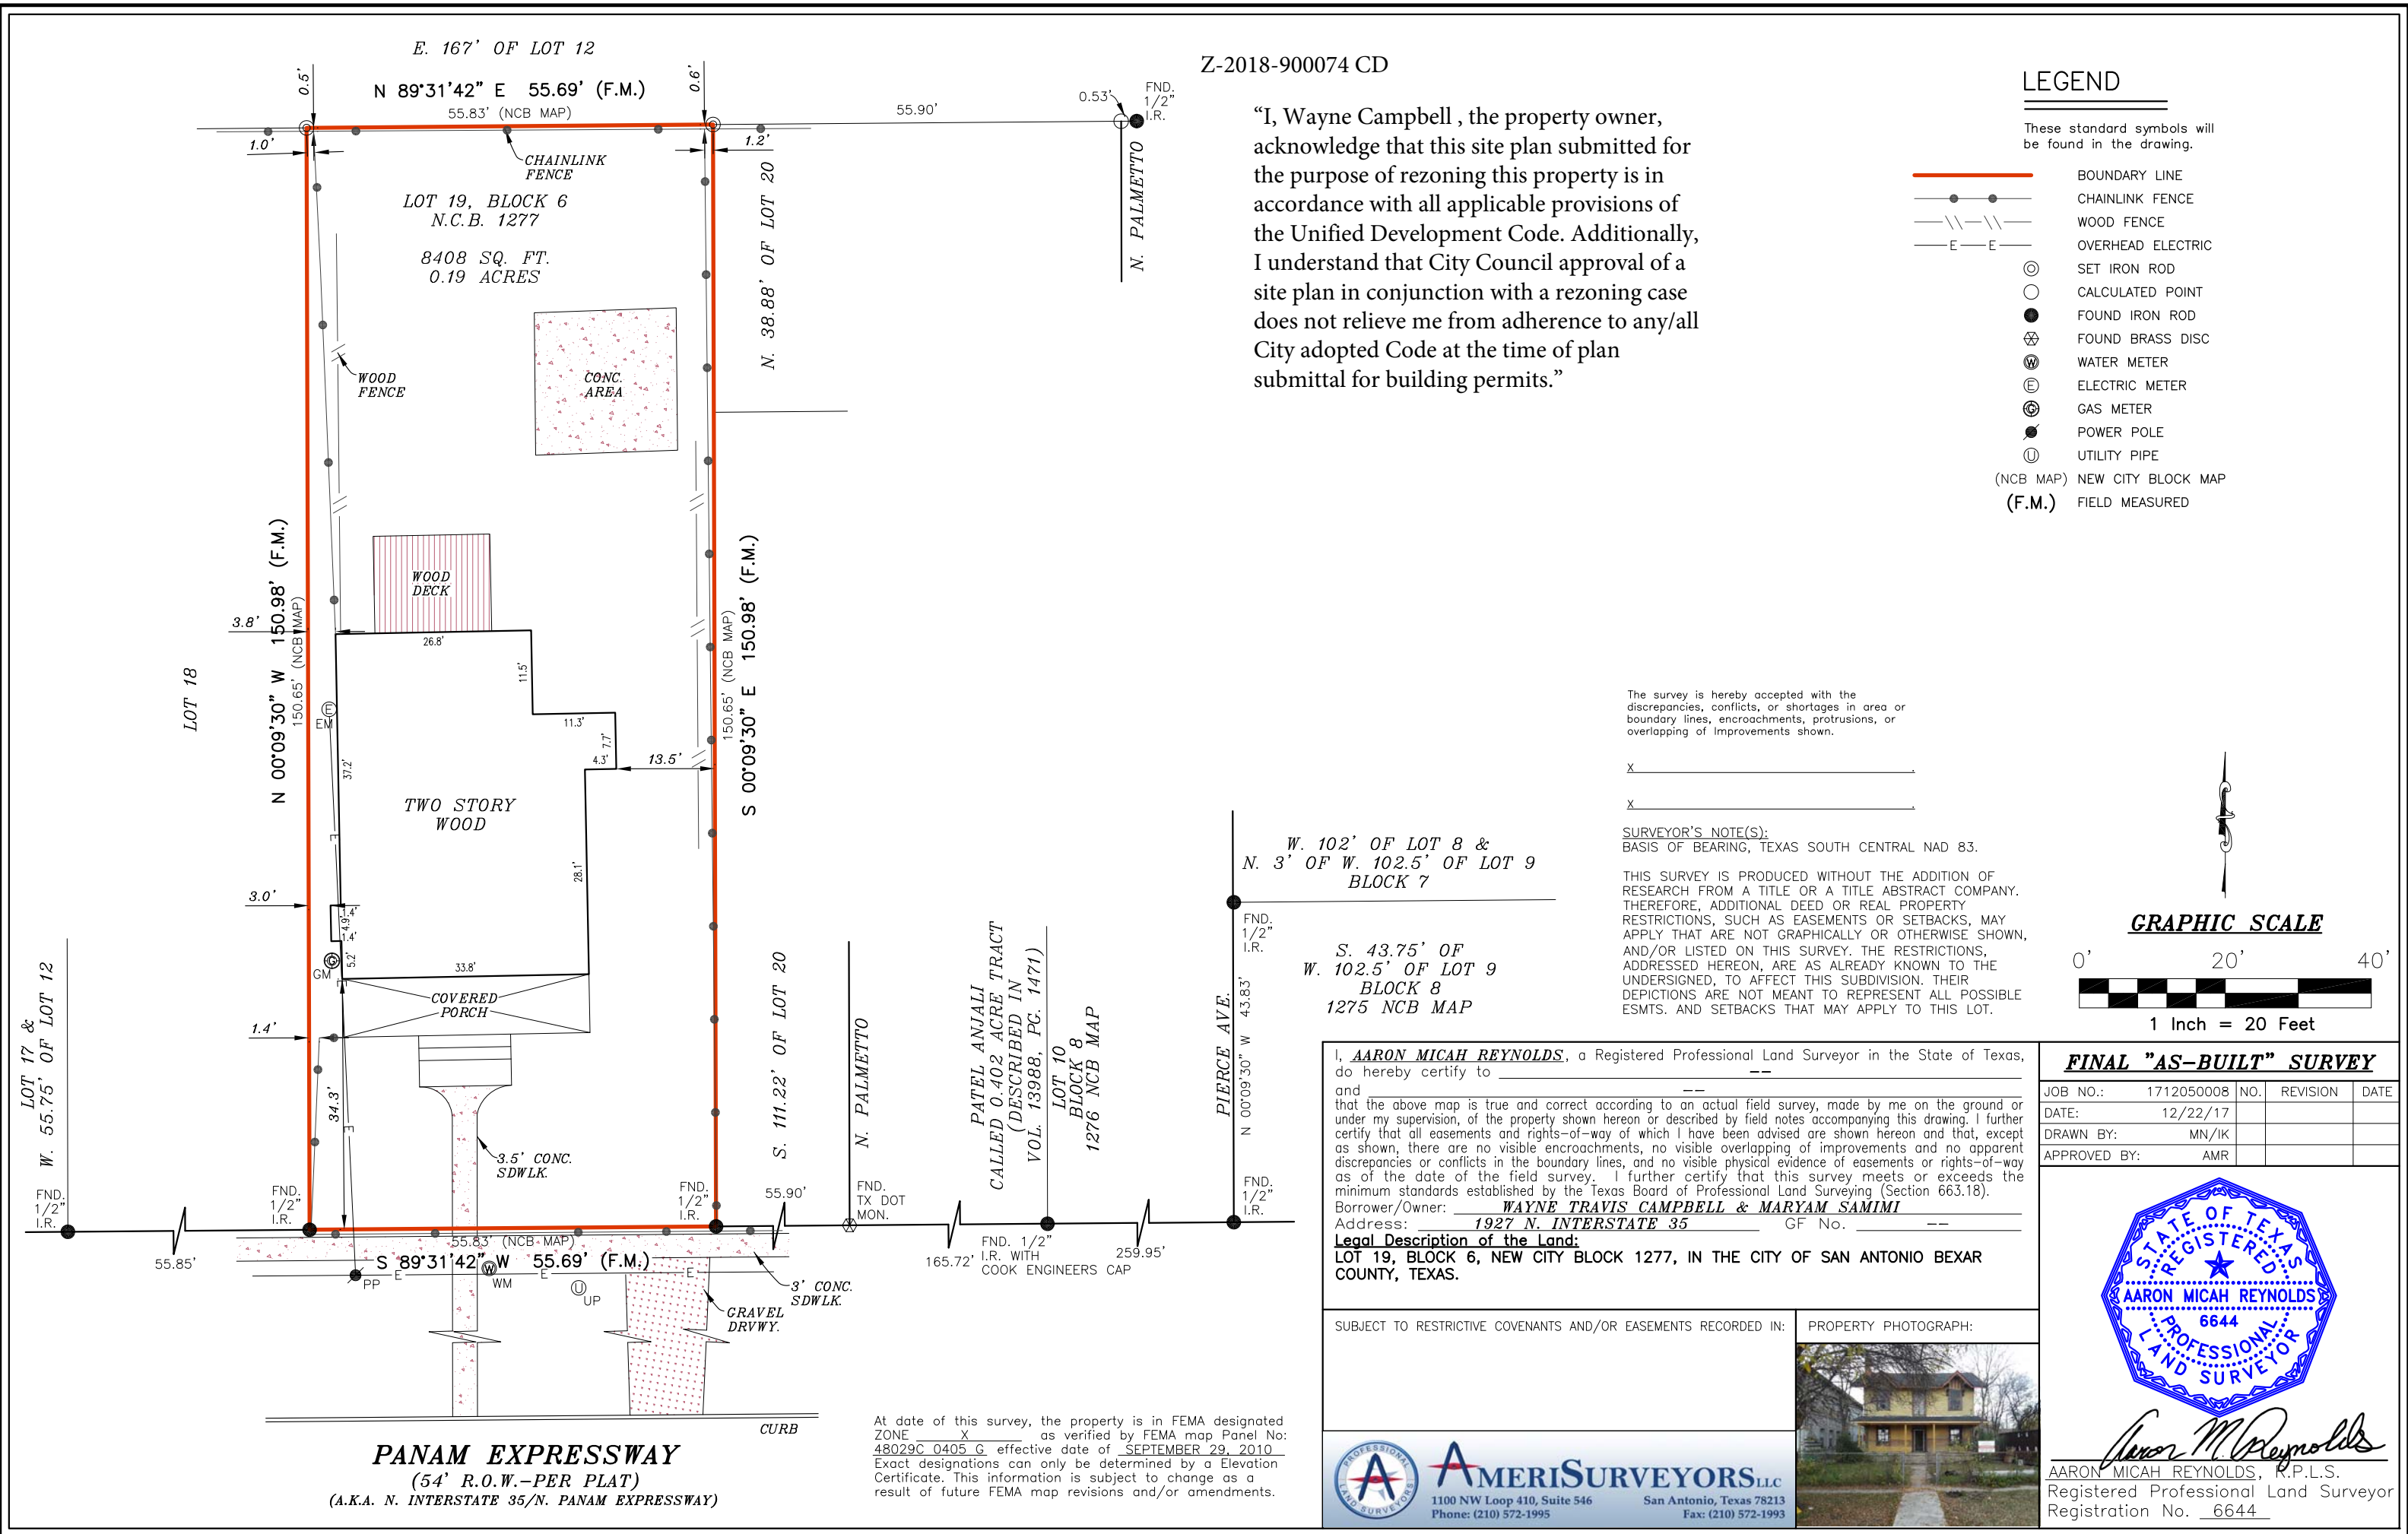 E. 167' OF LOT 12
0.5'
N 89°31'42" E 55.69' (F.M.)
55.83' (NCB MAP)
0.6'
55.90'
0.53'
FND.
1/2"
I.R.
1.0'
1.2'
CHAINLINK
FENCE
LOT 19, BLOCK 6
N.C.B. 1277
8408 SQ. FT.
0.19 ACRES
N. 38.88' OF LOT 20
N. PALMETTO
WOOD
FENCE
CONC.
AREA
N 00°09'30" W 150.98' (F.M.)
150.65' (NCB MAP)
S 00°09'30" E 150.98' (F.M.)
150.65' (NCB MAP)
WOOD
DECK
3.8'
26.8'
11.5'
11.3'
7.7'
4.3'
13.5'
LOT 18
E
EM
37.2'
TWO STORY
WOOD
E
28.1'
3.0'
1.4'
4.9'
1.4'
G
GM
5.2'
33.8'
COVERED
PORCH
1.4'
34.3'
E
3.5' CONC.
SDWLK.
LOT 17 &
W. 55.75' OF LOT 12
S. 111.22' OF LOT 20
N. PALMETTO
FND.
1/2"
I.R.
FND.
1/2"
I.R.
FND.
1/2"
I.R.
55.90'
FND.
TX DOT
MON.
55.85'
55.83' (NCB MAP)
S 89°31'42" W 55.69' (F.M.)
PP
E
W
WM
E
U
UP
E
3' CONC.
SDWLK.
GRAVEL
DRVWY.
CURB
PANAM EXPRESSWAY
(54' R.O.W.-PER PLAT)
(A.K.A. N. INTERSTATE 35/N. PANAM EXPRESSWAY)
PATEL ANJALI
CALLED 0.402 ACRE TRACT
(DESCRIBED IN
VOL. 13988, PG. 1471)
LOT 10
BLOCK 8
1276 NCB MAP
165.72'
FND. 1/2"
I.R. WITH
COOK ENGINEERS CAP
259.95'
PIERCE AVE.
N 00°09'30" W 43.83'
FND.
1/2"
I.R.
FND.
1/2"
I.R.
W. 102' OF LOT 8 &
N. 3' OF W. 102.5' OF LOT 9
BLOCK 7
S. 43.75' OF
W. 102.5' OF LOT 9
BLOCK 8
1275 NCB MAP
At date of this survey, the property is in FEMA designated
ZONE X as verified by FEMA map Panel No:
48029C 0405 G effective date of SEPTEMBER 29, 2010
Exact designations can only be determined by a Elevation
Certificate. This information is subject to change as a
result of future FEMA map revisions and/or amendments.
Z-2018-900074 CD
“I, Wayne Campbell , the property owner,
acknowledge that this site plan submitted for
the purpose of rezoning this property is in
accordance with all applicable provisions of
the Unified Development Code. Additionally,
I understand that City Council approval of a
site plan in conjunction with a rezoning case
does not relieve me from adherence to any/all
City adopted Code at the time of plan
submittal for building permits.”
LEGEND
These standard symbols will
be found in the drawing.
BOUNDARY LINE
CHAINLINK FENCE
WOOD FENCE
E E OVERHEAD ELECTRIC
SET IRON ROD
CALCULATED POINT
FOUND IRON ROD
FOUND BRASS DISC
W WATER METER
E ELECTRIC METER
G GAS METER
POWER POLE
U UTILITY PIPE
(NCB MAP) NEW CITY BLOCK MAP
(F.M.) FIELD MEASURED
The survey is hereby accepted with the
discrepancies, conflicts, or shortages in area or
boundary lines, encroachments, protrusions, or
overlapping of Improvements shown.
X
X
SURVEYOR'S NOTE(S):
BASIS OF BEARING, TEXAS SOUTH CENTRAL NAD 83.
THIS SURVEY IS PRODUCED WITHOUT THE ADDITION OF
RESEARCH FROM A TITLE OR A TITLE ABSTRACT COMPANY.
THEREFORE, ADDITIONAL DEED OR REAL PROPERTY
RESTRICTIONS, SUCH AS EASEMENTS OR SETBACKS, MAY
APPLY THAT ARE NOT GRAPHICALLY OR OTHERWISE SHOWN,
AND/OR LISTED ON THIS SURVEY. THE RESTRICTIONS,
ADDRESSED HEREON, ARE AS ALREADY KNOWN TO THE
UNDERSIGNED, TO AFFECT THIS SUBDIVISION. THEIR
DEPICTIONS ARE NOT MEANT TO REPRESENT ALL POSSIBLE
ESMTS. AND SETBACKS THAT MAY APPLY TO THIS LOT.
GRAPHIC SCALE
0' 20' 40'
1 Inch = 20 Feet
I, AARON MICAH REYNOLDS, a Registered Professional Land Surveyor in the State of Texas,
do hereby certify to --
and --
that the above map is true and correct according to an actual field survey, made by me on the ground or
under my supervision, of the property shown hereon or described by field notes accompanying this drawing. I further
certify that all easements and rights-of-way of which I have been advised are shown hereon and that, except
as shown, there are no visible encroachments, no visible overlapping of improvements and no apparent
discrepancies or conflicts in the boundary lines, and no visible physical evidence of easements or rights-of-way
as of the date of the field survey. I further certify that this survey meets or exceeds the
minimum standards established by the Texas Board of Professional Land Surveying (Section 663.18).
Borrower/Owner: WAYNE TRAVIS CAMPBELL & MARYAM SAMIMI
Address: 1927 N. INTERSTATE 35 GF No. --
Legal Description of the Land:
LOT 19, BLOCK 6, NEW CITY BLOCK 1277, IN THE CITY OF SAN ANTONIO BEXAR
COUNTY, TEXAS.
SUBJECT TO RESTRICTIVE COVENANTS AND/OR EASEMENTS RECORDED IN:
PROPERTY PHOTOGRAPH:
PROFESSIONAL
LAND SURVEYORS
A
AMERISURVEYORS LLC
1100 NW Loop 410, Suite 546 San Antonio, Texas 78213
Phone: (210) 572-1995 Fax: (210) 572-1993
FINAL "AS-BUILT" SURVEY
JOB NO.: 1712050008 NO. REVISION DATE
DATE: 12/22/17
DRAWN BY: MN/IK
APPROVED BY: AMR
STATE OF TEXAS
REGISTERED
AARON MICAH REYNOLDS
6644
PROFESSIONAL
LAND SURVEYOR
Aaron M. Reynolds
AARON MICAH REYNOLDS, R.P.L.S.
Registered Professional Land Surveyor
Registration No. 6644